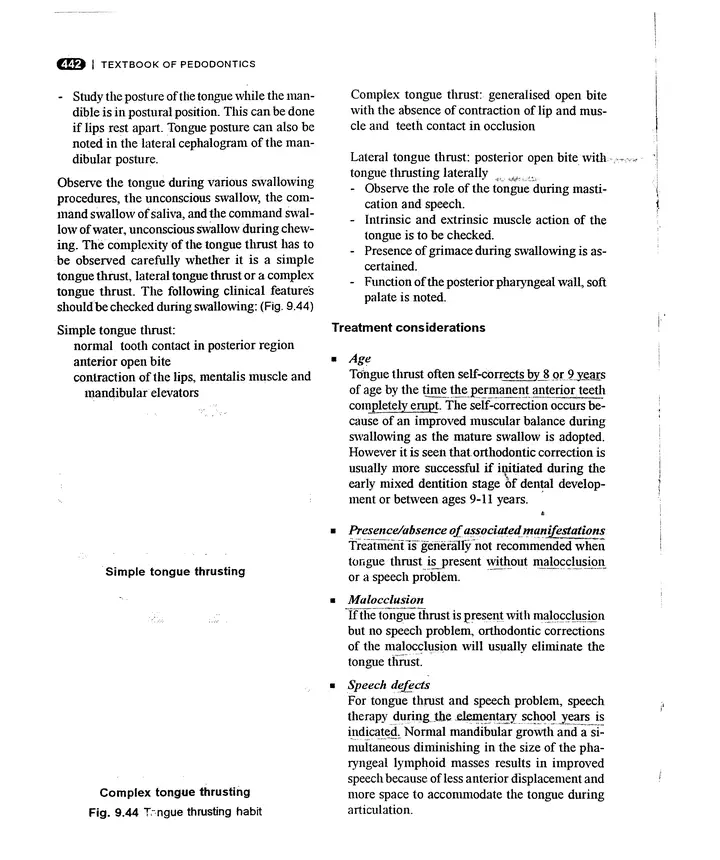 442 | TEXTBOOK OF PEDODONTICS
- Study the posture of the tongue while the man-
dible is in postural position. This can be done
if lips rest apart. Tongue posture can also be
noted in the lateral cephalogram of the man-
dibular posture.
Observe the tongue during various swallowing
procedures, the unconscious swallow, the com-
mand swallow of saliva, and the command swal-
low of water, unconscious swallow during chew-
ing. The complexity of the tongue thrust has to
be observed carefully whether it is a simple
tongue thrust, lateral tongue thrust or a complex
tongue thrust. The following clinical features
should be checked during swallowing: (Fig. 9.44)
Simple tongue thrust:
normal tooth contact in posterior region
anterior open bite
contraction of the lips, mentalis muscle and
mandibular elevators
Simple tongue thrusting
Complex tongue thrusting
Fig. 9.44 Tongue thrusting habit
Complex tongue thrust: generalised open bite
with the absence of contraction of lip and mus-
cle and teeth contact in occlusion
Lateral tongue thrust: posterior open bite with
tongue thrusting laterally
- Observe the role of the tongue during masti-
cation and speech.
- Intrinsic and extrinsic muscle action of the
tongue is to be checked.
- Presence of grimace during swallowing is as-
certained.
- Function of the posterior pharyngeal wall, soft
palate is noted.
Treatment considerations
■ Age
Tongue thrust often self-corrects by 8 or 9 years
of age by the time the permanent anterior teeth
completely erupt. The self-correction occurs be-
cause of an improved muscular balance during
swallowing as the mature swallow is adopted.
However it is seen that orthodontic correction is
usually more successful if initiated during the
early mixed dentition stage of dental develop-
ment or between ages 9-11 years.
■ Presence/absence of associated manifestations
Treatment is generally not recommended when
tongue thrust is present without malocclusion
or a speech problem.
■ Malocclusion
If the tongue thrust is present with malocclusion
but no speech problem, orthodontic corrections
of the malocclusion will usually eliminate the
tongue thrust.
■ Speech defects
For tongue thrust and speech problem, speech
therapy during the elementary school years is
indicated. Normal mandibular growth and a si-
multaneous diminishing in the size of the pha-
ryngeal lymphoid masses results in improved
speech because of less anterior displacement and
more space to accommodate the tongue during
articulation.